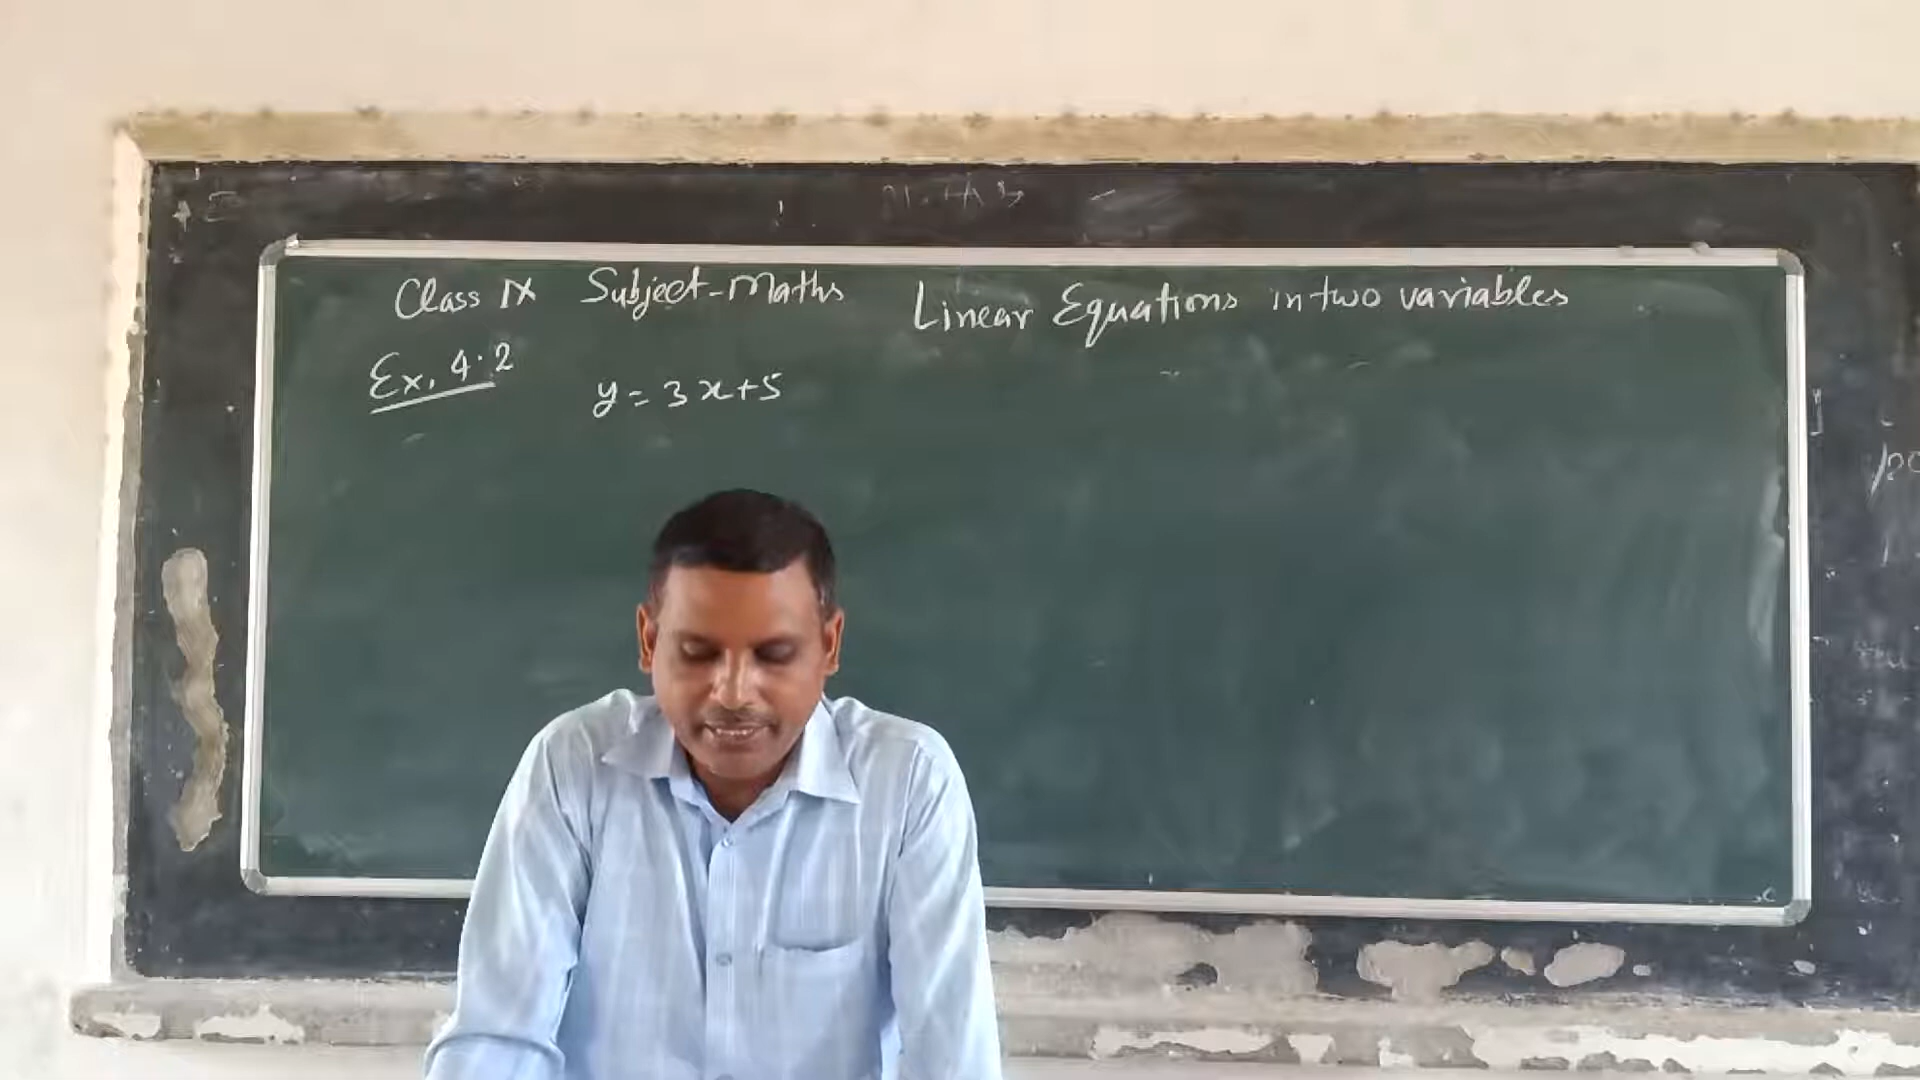 Class IX Subject-Maths Linear Equations in two variables
Ex. 4.2 y = 3x+5